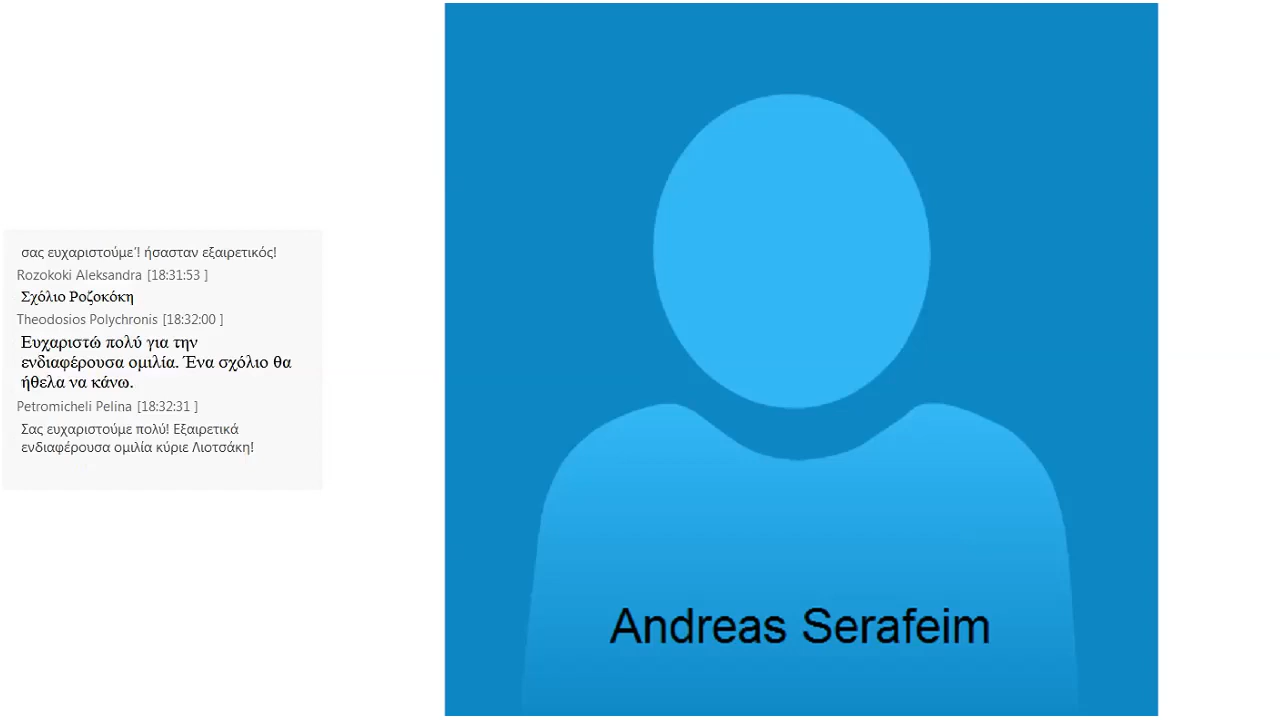 σας ευχαριστούμε'! ήσασταν εξαιρετικός!
Rozokoki Aleksandra [18:31:53 ]
Σχόλιο Ροζοκόκη
Theodosios Polychronis [18:32:00 ]
Ευχαριστώ πολύ για την
ενδιαφέρουσα ομιλία. Ένα σχόλιο θα
ήθελα να κάνω.
Petromicheli Pelina [18:32:31 ]
Σας ευχαριστούμε πολύ! Εξαιρετικά
ενδιαφέρουσα ομιλία κύριε Λιοτσάκη!
Andreas Serafeim